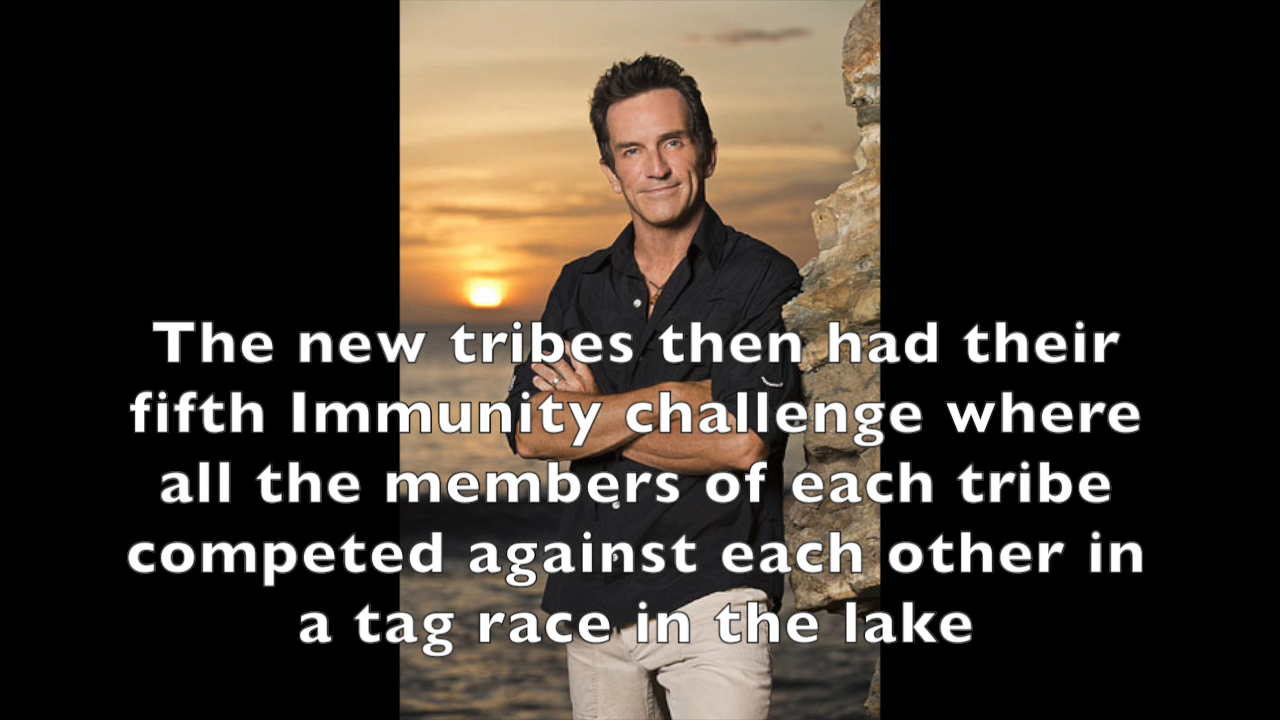 The new tribes then had their
fifth Immunity challenge where
all the members of each tribe
competed against each other in
a tag race in the lake